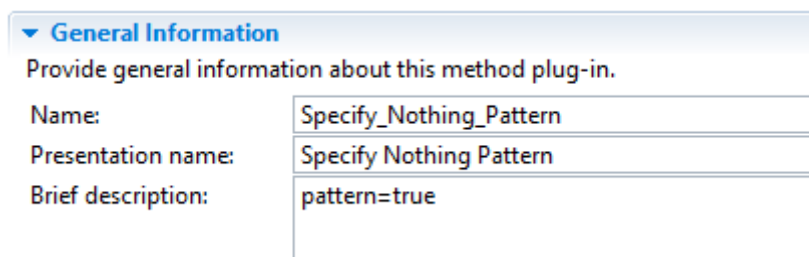 General Information
Provide general information about this method plug-in.
Name: Specify_Nothing_Pattern
Presentation name: Specify Nothing Pattern
Brief description: pattern=true